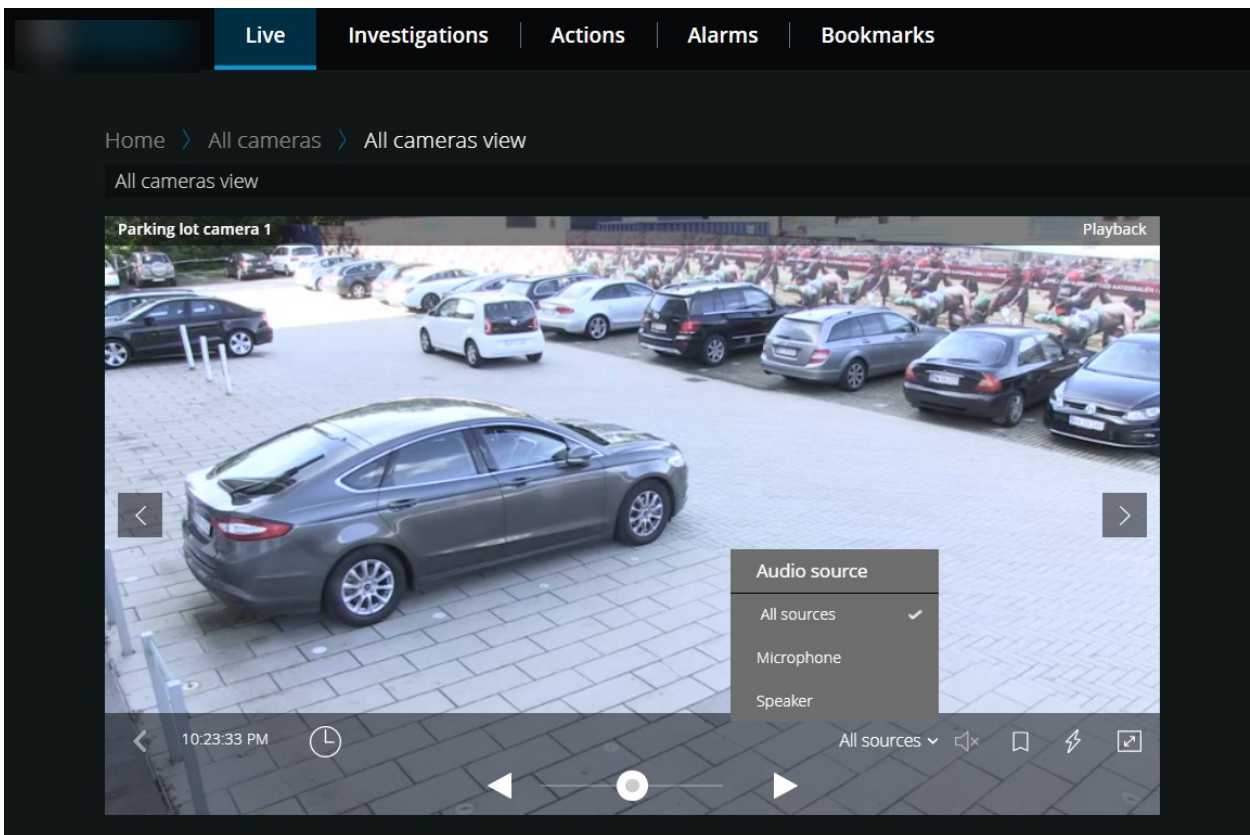 Live Investigations Actions Alarms Bookmarks
Home > All cameras > All cameras view
All cameras view
Parking lot camera 1 Playback
Audio source
All sources
Microphone
Speaker
10:23:33 PM All sources